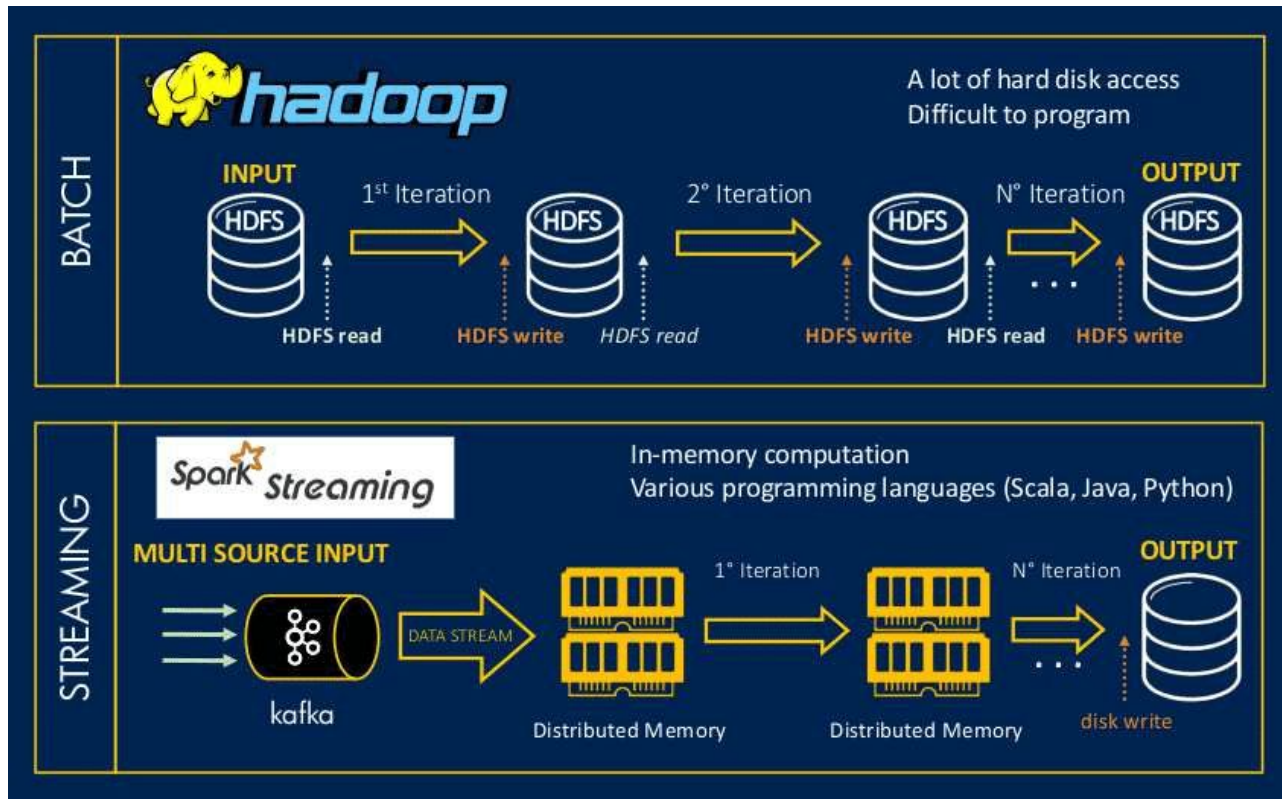 BATCH
hadoop
A lot of hard disk access
Difficult to program
INPUT
OUTPUT
1st Iteration
2° Iteration
N° Iteration
HDFS
HDFS
HDFS
HDFS
...
HDFS read
HDFS write
HDFS read
HDFS write
HDFS read
HDFS write
STREAMING
Spark Streaming
In-memory computation
Various programming languages (Scala, Java, Python)
MULTI SOURCE INPUT
OUTPUT
1° Iteration
N° Iteration
DATA STREAM
...
kafka
Distributed Memory
Distributed Memory
disk write